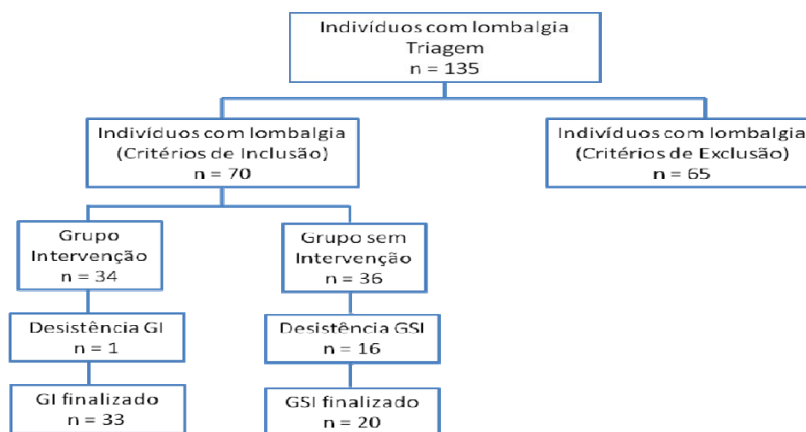 Indivíduos com lombalgia
Triagem
n = 135
Indivíduos com lombalgia
(Critérios de Inclusão)
n = 70
Indivíduos com lombalgia
(Critérios de Exclusão)
n = 65
Grupo
Intervenção
n = 34
Grupo sem
Intervenção
n = 36
Desistência GI
n = 1
Desistência GSI
n = 16
GI finalizado
n = 33
GSI finalizado
n = 20